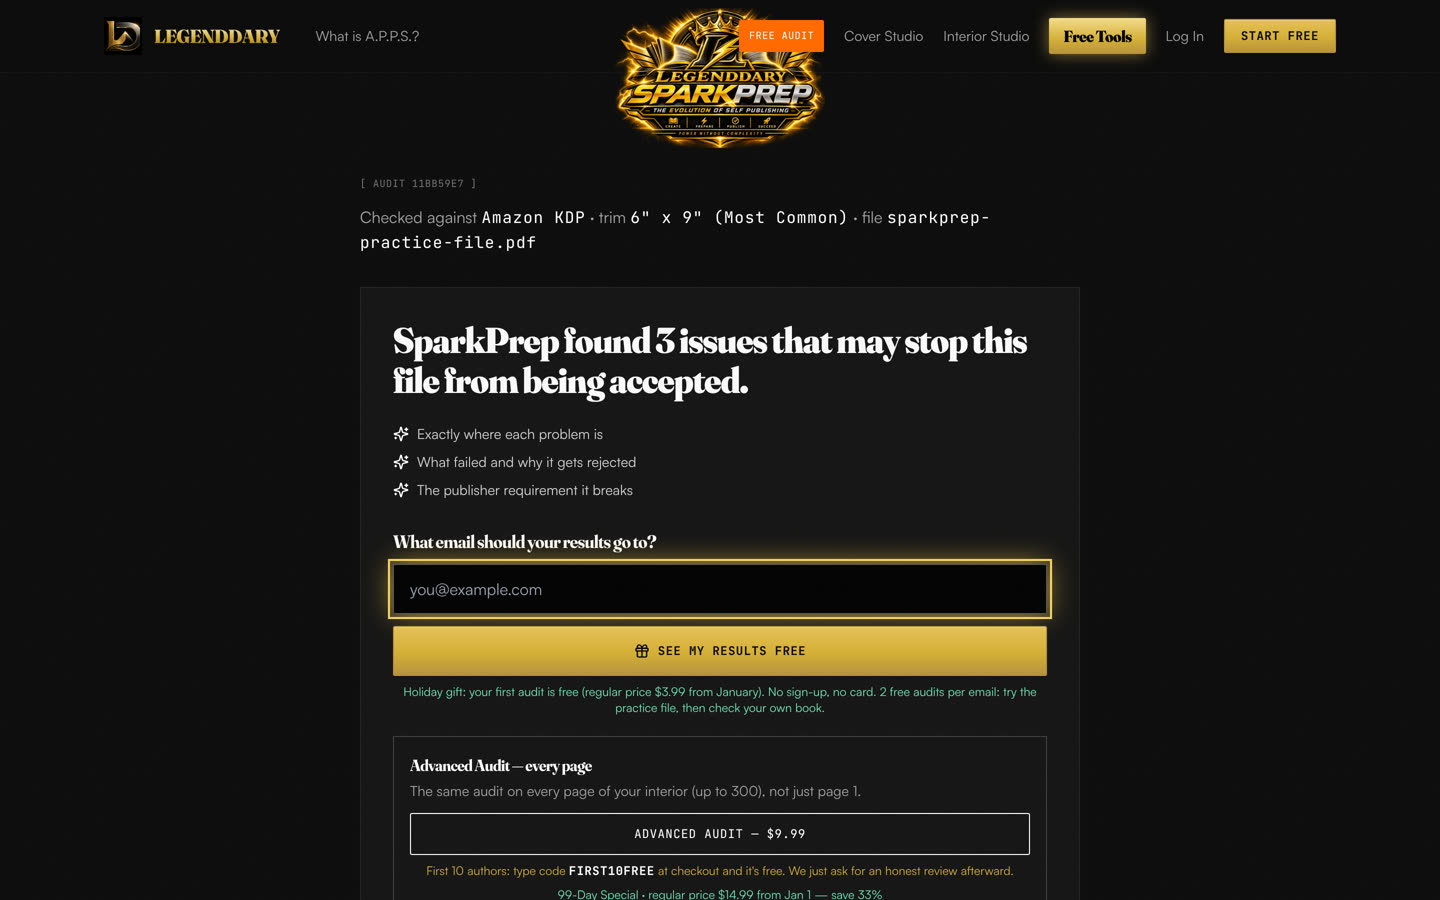 LEGENDDARY
What is A.P.P.S.?
FREE AUDIT
Cover Studio
Interior Studio
Free Tools
Log In
START FREE
LEGENDDARY
SPARKPREP
THE EVOLUTION OF SELF PUBLISHING
CREATE
PREPARE
PUBLISH
SUCCEED
POWER WITHOUT COMPLEXITY
[ AUDIT 11BB59E7 ]
Checked against Amazon KDP · trim 6" x 9" (Most Common) · file sparkprep-
practice-file.pdf
SparkPrep found 3 issues that may stop this
file from being accepted.
Exactly where each problem is
What failed and why it gets rejected
The publisher requirement it breaks
What email should your results go to?
you@example.com
SEE MY RESULTS FREE
Holiday gift: your first audit is free (regular price $3.99 from January). No sign-up, no card. 2 free audits per email: try the
practice file, then check your own book.
Advanced Audit — every page
The same audit on every page of your interior (up to 300), not just page 1.
ADVANCED AUDIT — $9.99
First 10 authors: type code FIRST10FREE at checkout and it's free. We just ask for an honest review afterward.
99-Day Special · regular price $14.99 from Jan 1 — save 33%